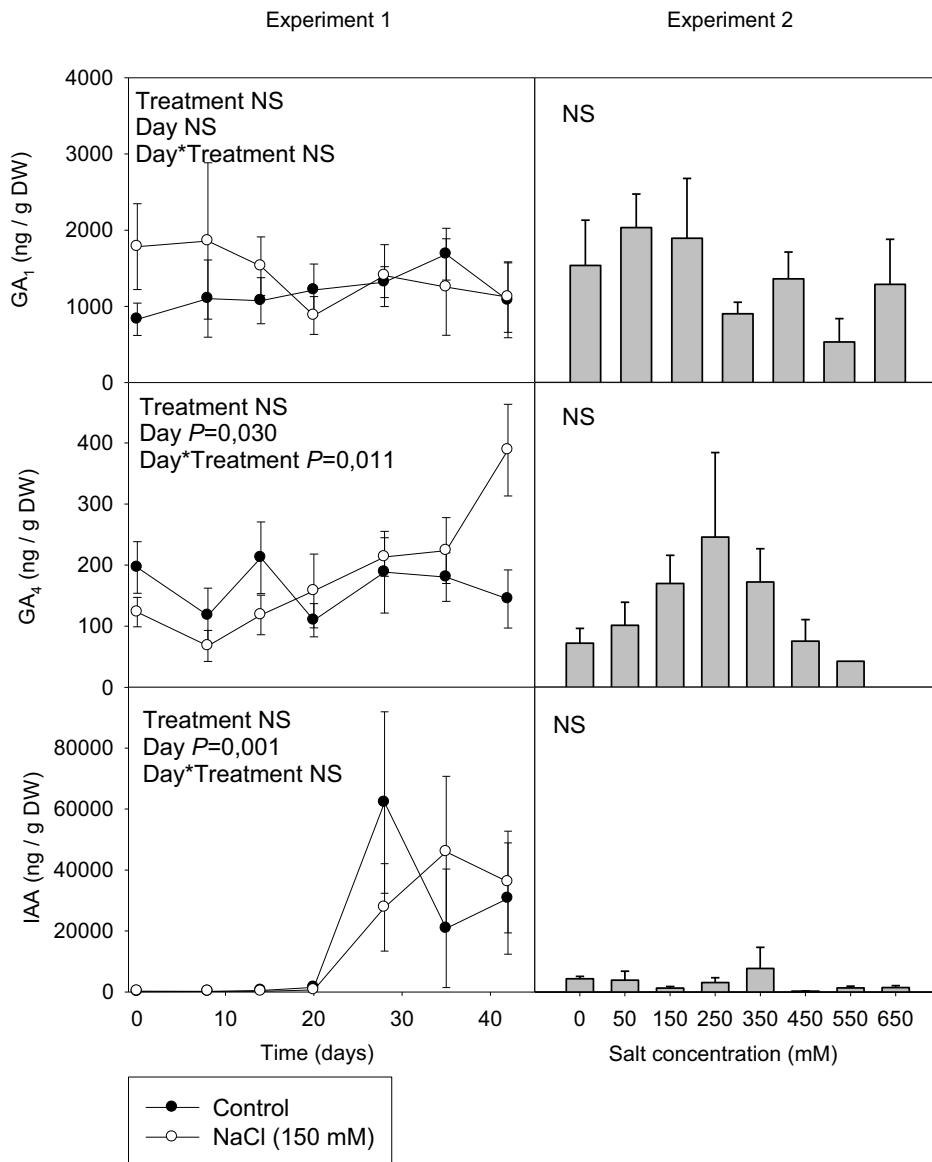 Experiment 1
Experiment 2
GA₁ (ng / g DW)
4000
3000
2000
1000
0
Treatment NS
Day NS
Day*Treatment NS
NS
GA₄ (ng / g DW)
400
300
200
100
0
Treatment NS
Day P=0,030
Day*Treatment P=0,011
NS
IAA (ng / g DW)
80000
60000
40000
20000
0
Treatment NS
Day P=0,001
Day*Treatment NS
NS
0 10 20 30 40
Time (days)
0 50 150 250 350 450 550 650
Salt concentration (mM)
Control
NaCl (150 mM)